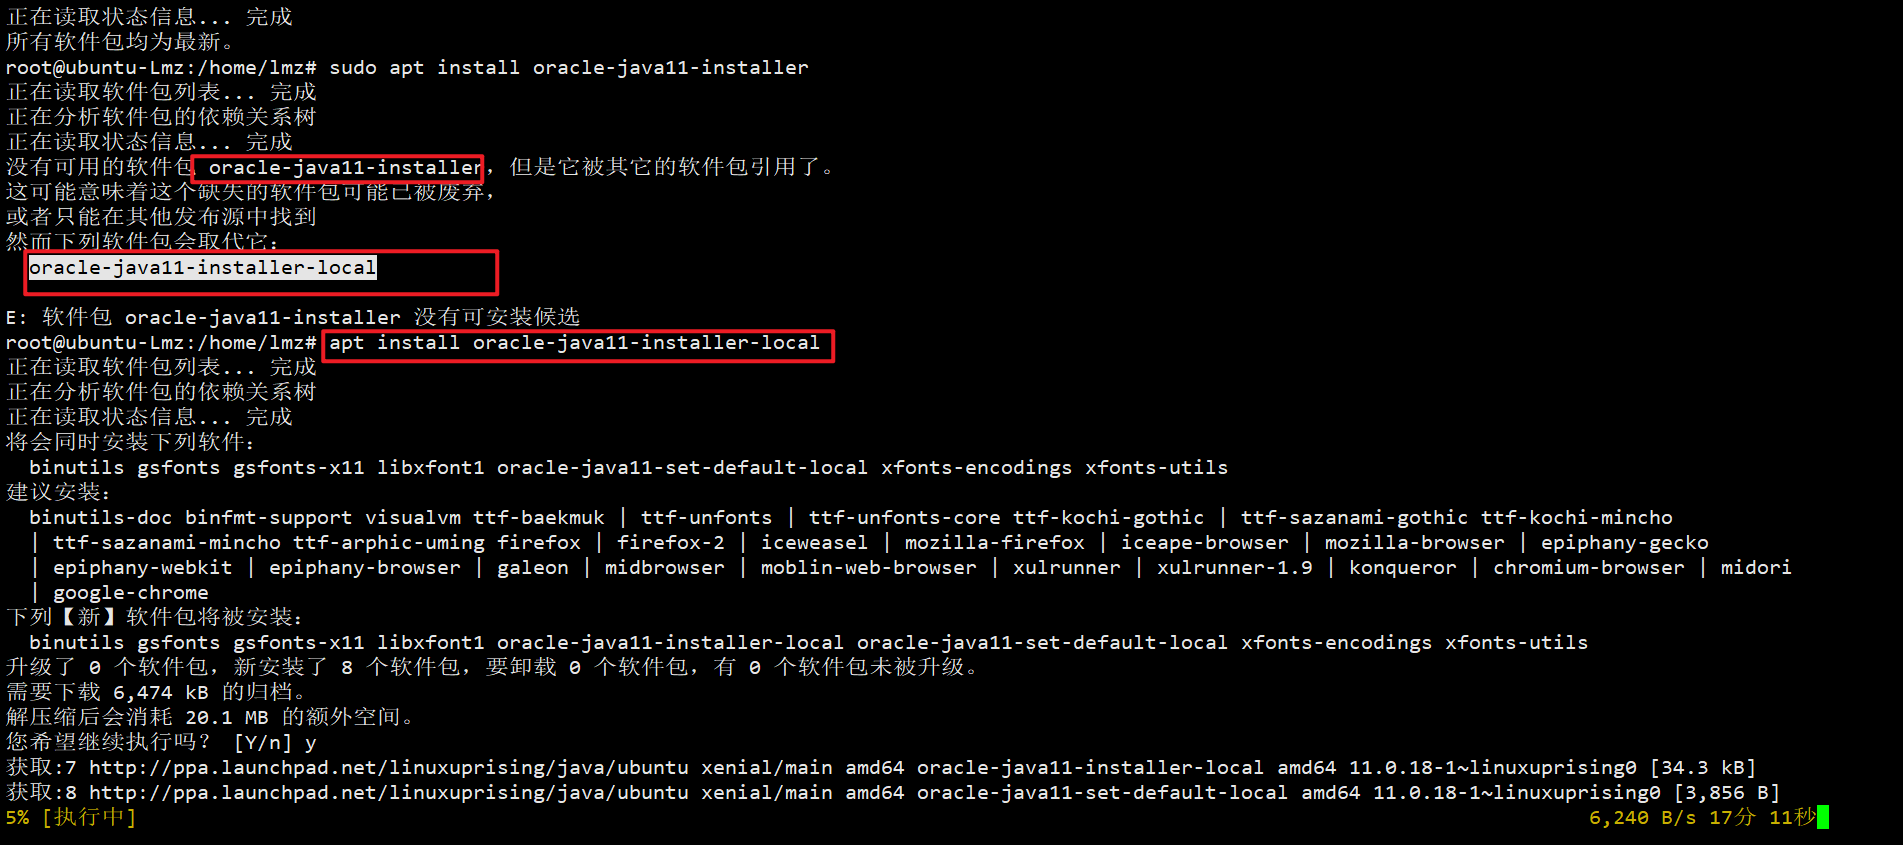 正在读取状态信息... 完成
所有软件包均为最新。
root@ubuntu-Lmz:/home/lmz# sudo apt install oracle-java11-installer
正在读取软件包列表... 完成
正在分析软件包的依赖关系树
正在读取状态信息... 完成
没有可用的软件包 oracle-java11-installer，但是它被其它的软件包引用了。
这可能意味着这个缺失的软件包可能已被废弃，
或者只能在其他发布源中找到
然而下列软件包会取代它：
  oracle-java11-installer-local
E: 软件包 oracle-java11-installer 没有可安装候选
root@ubuntu-Lmz:/home/lmz# apt install oracle-java11-installer-local
正在读取软件包列表... 完成
正在分析软件包的依赖关系树
正在读取状态信息... 完成
将会同时安装下列软件：
  binutils gsfonts gsfonts-x11 libxfont1 oracle-java11-set-default-local xfonts-encodings xfonts-utils
建议安装：
  binutils-doc binfmt-support visualvm ttf-baekmuk | ttf-unfonts | ttf-unfonts-core ttf-kochi-gothic | ttf-sazanami-gothic ttf-kochi-mincho
  | ttf-sazanami-mincho ttf-arphic-uming firefox | firefox-2 | iceweasel | mozilla-firefox | iceape-browser | mozilla-browser | epiphany-gecko
  | epiphany-webkit | epiphany-browser | galeon | midbrowser | moblin-web-browser | xulrunner | xulrunner-1.9 | konqueror | chromium-browser | midori
  | google-chrome
下列【新】软件包将被安装：
  binutils gsfonts gsfonts-x11 libxfont1 oracle-java11-installer-local oracle-java11-set-default-local xfonts-encodings xfonts-utils
升级了 0 个软件包，新安装了 8 个软件包，要卸载 0 个软件包，有 0 个软件包未被升级。
需要下载 6,474 kB 的归档。
解压缩后会消耗 20.1 MB 的额外空间。
您希望继续执行吗？ [Y/n] y
获取:7 http://ppa.launchpad.net/linuxuprising/java/ubuntu xenial/main amd64 oracle-java11-installer-local amd64 11.0.18-1~linuxuprising0 [34.3 kB]
获取:8 http://ppa.launchpad.net/linuxuprising/java/ubuntu xenial/main amd64 oracle-java11-set-default-local amd64 11.0.18-1~linuxuprising0 [3,856 B]
5% [执行中] 6,240 B/s 17分 11秒